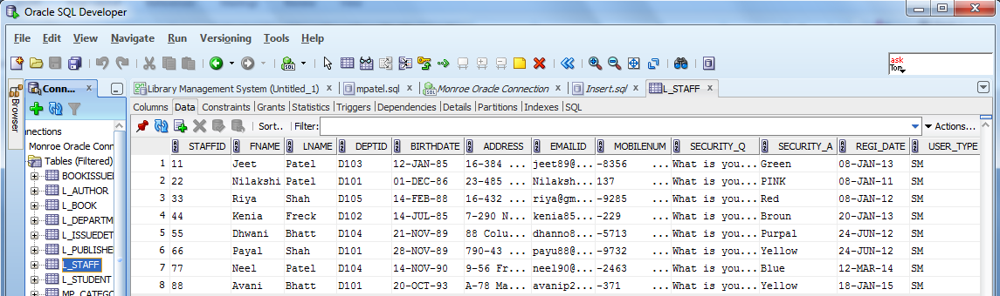 Oracle SQL Developer
File Edit View Navigate Run Versioning Tools Help
SQL
ask
Tom
Conn...
Library Management System (Untitled_1)
mpatel.sql
Monroe Oracle Connection
Insert.sql
L_STAFF
Browser
Columns Data Constraints Grants Statistics Triggers Dependencies Details Partitions Indexes SQL
Sort.. Filter: Actions...
nnections
Monroe Oracle Conne
Tables (Filtered)
BOOKISSUE
L_AUTHOR
L_BOOK
L_DEPARTM
L_ISSUEDET
L_PUBLISHE
L_STAFF
L_STUDENT
MP_CATEGO
STAFFID FNAME LNAME DEPTID BIRTHDATE ADDRESS EMAILID MOBILENUM SECURITY_Q SECURITY_A REGI_DATE USER_TYPE
1 11 Jeet Patel D103 12-JAN-85 16-384 ... jeet89@... -8356 ... What is you... Green 08-JAN-13 SM
2 22 Nilakshi Patel D101 01-DEC-86 23-485 ... Nilaksh... 137 ... What is you... PINK 08-JAN-11 SM
3 33 Riya Shah D105 14-FEB-88 16-432 ... riya@gm... -9285 ... What is you... Red 08-JAN-12 SM
4 44 Kenia Freck D102 14-JUL-85 7-290 N... kenia85... -229 ... What is you... Broun 20-JAN-13 SM
5 55 Dhwani Bhatt D104 21-NOV-89 88 Colu... dhanno8... -5713 ... What is you... Purpal 24-JUN-12 SM
6 66 Payal Shah D101 28-NOV-89 790-43 ... payu88@... -9732 ... What is you... Yellow 24-JUN-12 SM
7 77 Neel Patel D104 14-NOV-90 9-56 Fr... neel90@... -2463 ... What is you... Blue 12-MAR-14 SM
8 88 Avani Bhatt D101 20-OCT-93 A-78 Ma... avanip2... -371 ... What is you... Yellow 18-JAN-15 SM